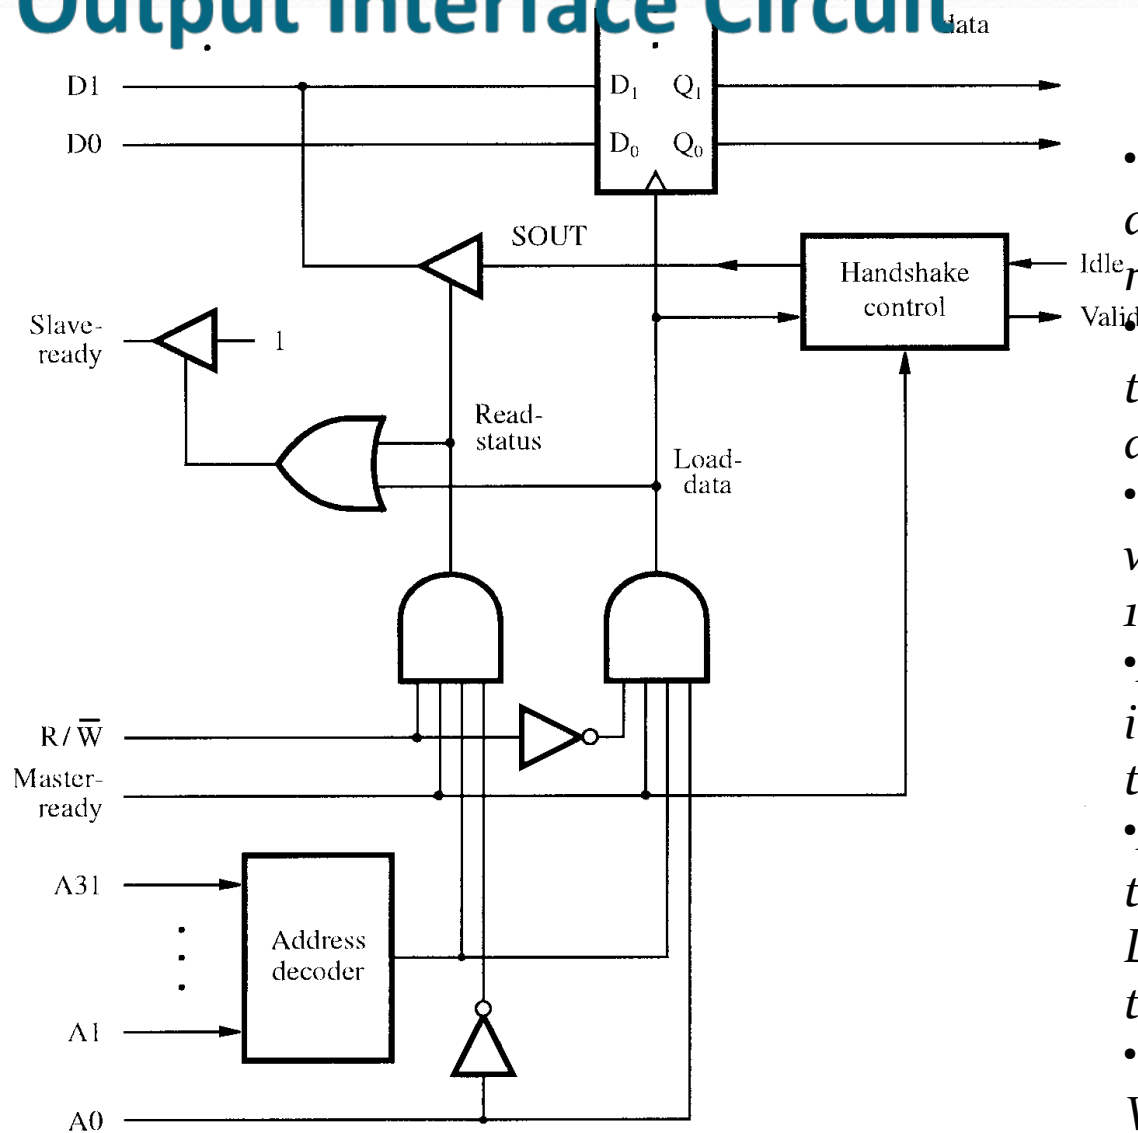 Output Interface Circuit
data
D1
D1 Q1
D0
D0 Q0
SOUT
Handshake
control
Idle
Valid
Slave-
ready
1
Read-
status
Load-
data
R/W̅
Master-
ready
A31
Address
decoder
A1
A0